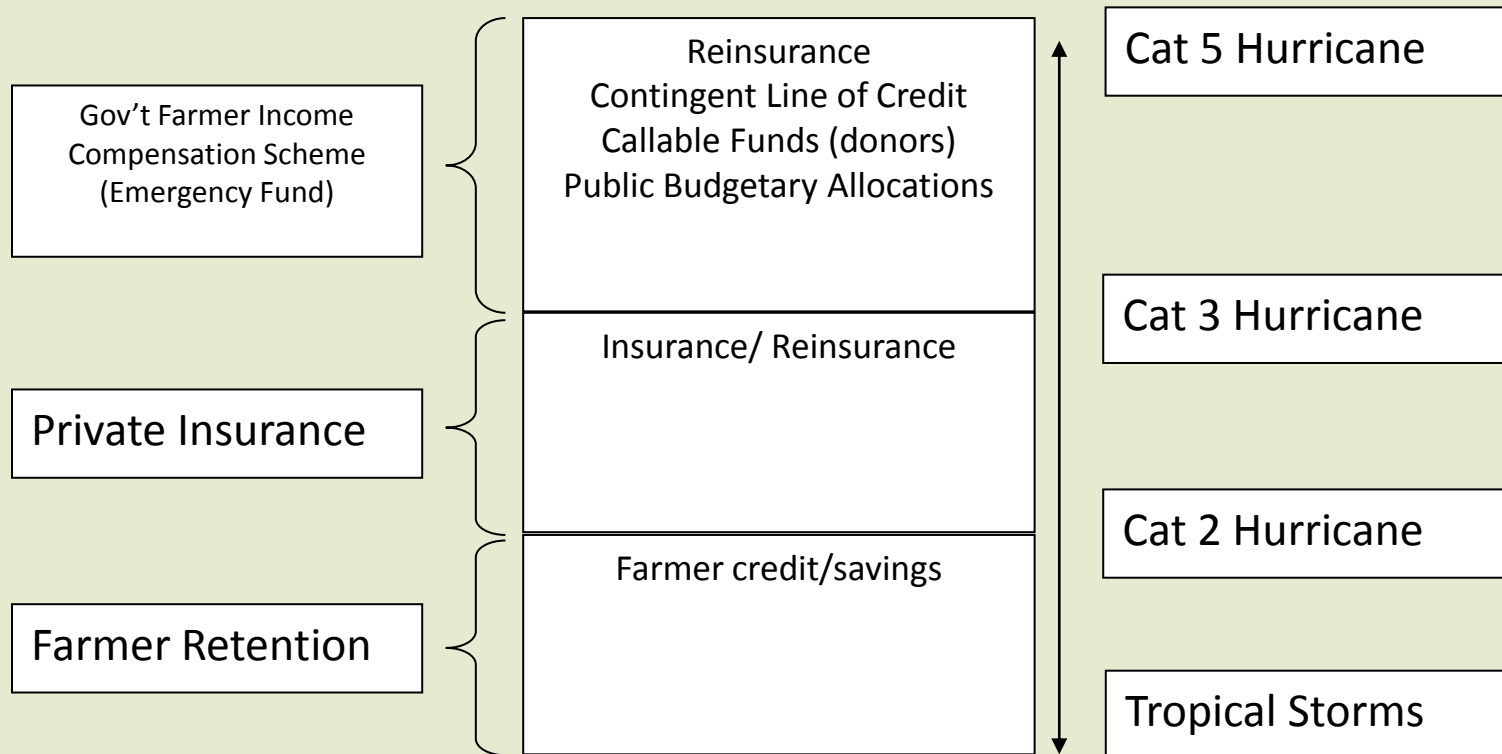 Gov’t Farmer Income
Compensation Scheme
(Emergency Fund)
Private Insurance
Farmer Retention
Reinsurance
Contingent Line of Credit
Callable Funds (donors)
Public Budgetary Allocations
Insurance/ Reinsurance
Farmer credit/savings
Cat 5 Hurricane
Cat 3 Hurricane
Cat 2 Hurricane
Tropical Storms